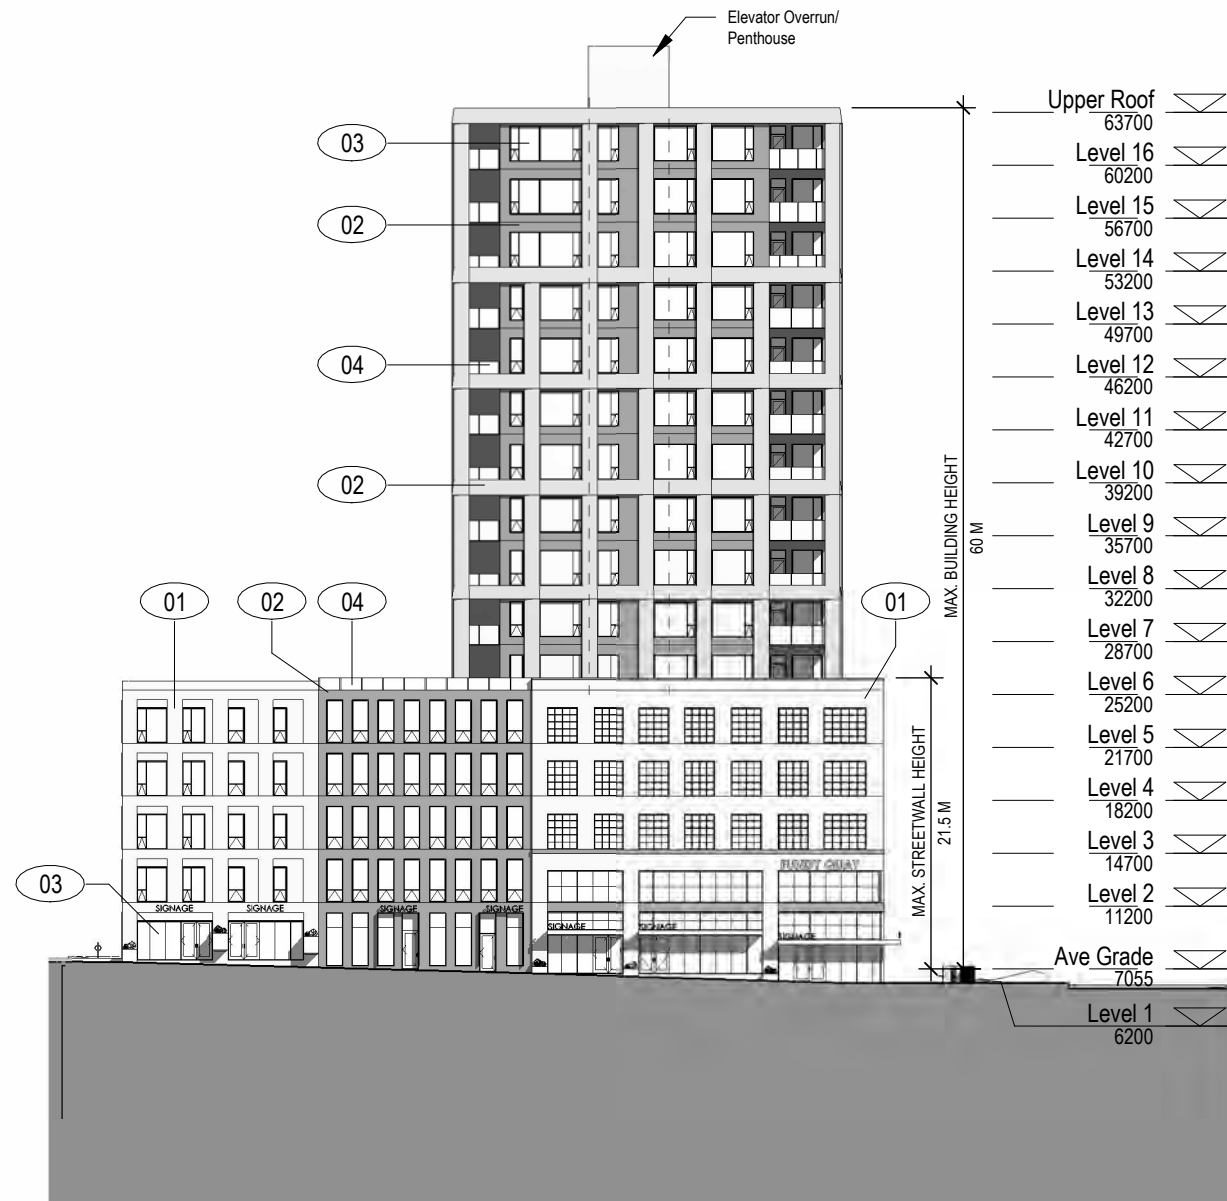 Elevator Overrun/
Penthouse
Upper Roof
63700
03
Level 16
60200
Level 15
56700
02
Level 14
53200
Level 13
49700
04
Level 12
46200
Level 11
42700
MAX. BUILDING HEIGHT
60 M
02
Level 10
39200
Level 9
35700
Level 8
32200
01
02
04
01
Level 7
28700
Level 6
25200
MAX. STREETWALL HEIGHT
21.5 M
Level 5
21700
Level 4
18200
Level 3
14700
FUNDY QUAY
03
Level 2
11200
SIGNAGE
SIGNAGE
SIGNAGE
SIGNAGE
SIGNAGE
SIGNAGE
SIGNAGE
Ave Grade
7055
Level 1
6200